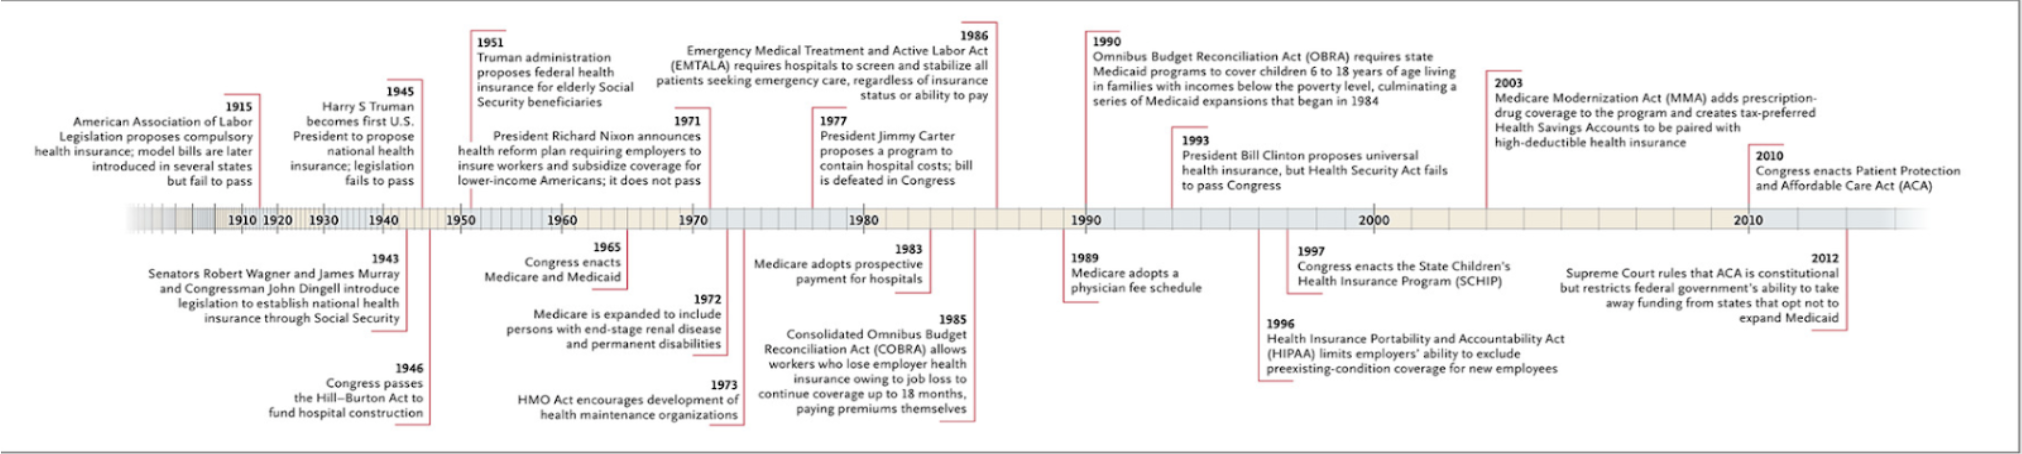 1915
American Association of Labor
Legislation proposes compulsory
health insurance; model bills are later
introduced in several states
but fail to pass
1945
Harry S Truman
becomes first U.S.
President to propose
national health
insurance; legislation
fails to pass
1951
Truman administration
proposes federal health
insurance for elderly Social
Security beneficiaries
1971
President Richard Nixon announces
health reform plan requiring employers to
insure workers and subsidize coverage for
lower-income Americans; it does not pass
1986
Emergency Medical Treatment and Active Labor Act
(EMTALA) requires hospitals to screen and stabilize all
patients seeking emergency care, regardless of insurance
status or ability to pay
1977
President Jimmy Carter
proposes a program to
contain hospital costs; bill
is defeated in Congress
1990
Omnibus Budget Reconciliation Act (OBRA) requires state
Medicaid programs to cover children 6 to 18 years of age living
in families with incomes below the poverty level, culminating a
series of Medicaid expansions that began in 1984
1993
President Bill Clinton proposes universal
health insurance, but Health Security Act fails
to pass Congress
2003
Medicare Modernization Act (MMA) adds prescription-
drug coverage to the program and creates tax-preferred
Health Savings Accounts to be paired with
high-deductible health insurance
2010
Congress enacts Patient Protection
and Affordable Care Act (ACA)
1910 1920 1930 1940 1950 1960 1970 1980 1990 2000 2010
1943
Senators Robert Wagner and James Murray
and Congressman John Dingell introduce
legislation to establish national health
insurance through Social Security
1946
Congress passes
the Hill–Burton Act to
fund hospital construction
1965
Congress enacts
Medicare and Medicaid
1972
Medicare is expanded to include
persons with end-stage renal disease
and permanent disabilities
1973
HMO Act encourages development of
health maintenance organizations
1983
Medicare adopts prospective
payment for hospitals
1985
Consolidated Omnibus Budget
Reconciliation Act (COBRA) allows
workers who lose employer health
insurance owing to job loss to
continue coverage up to 18 months,
paying premiums themselves
1989
Medicare adopts a
physician fee schedule
1997
Congress enacts the State Children's
Health Insurance Program (SCHIP)
1996
Health Insurance Portability and Accountability Act
(HIPAA) limits employers' ability to exclude
preexisting-condition coverage for new employees
2012
Supreme Court rules that ACA is constitutional
but restricts federal government's ability to take
away funding from states that opt not to
expand Medicaid